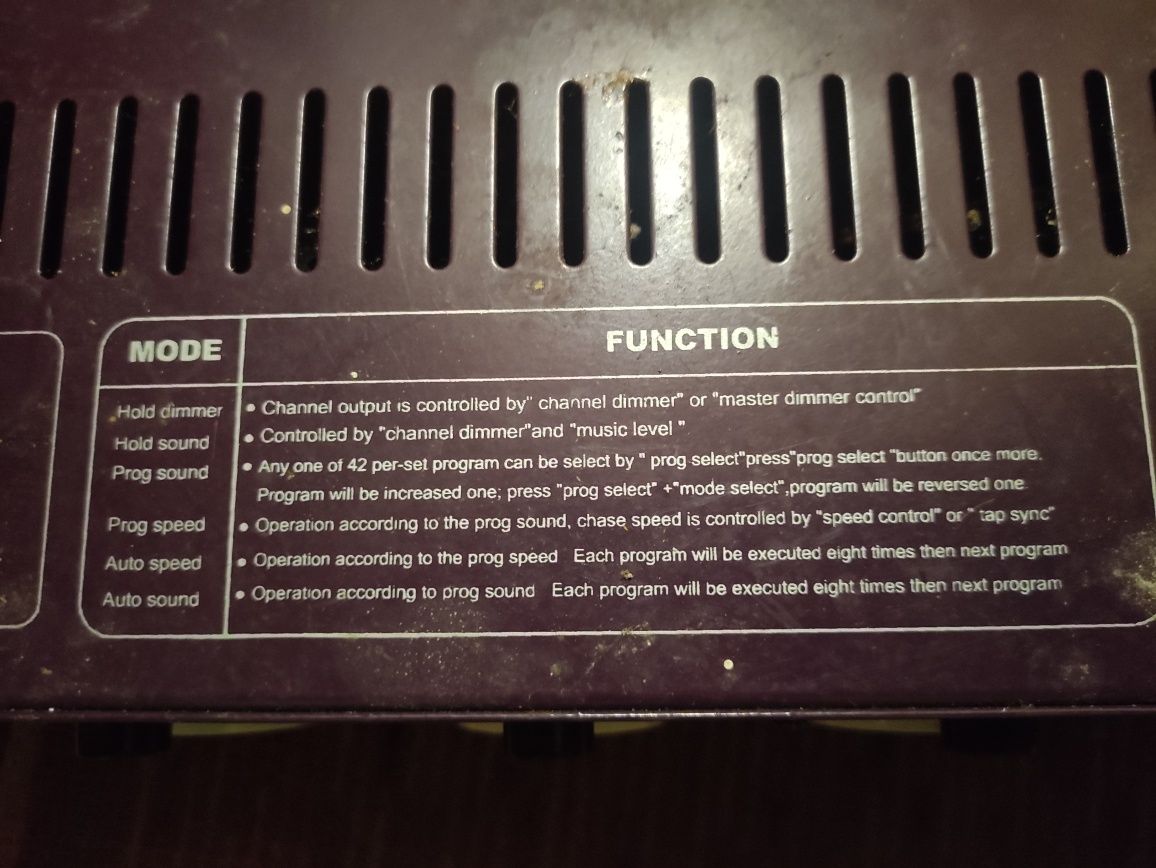 MODE FUNCTION
Hold dimmer • Channel output is controlled by" channel dimmer" or "master dimmer control"
Hold sound • Controlled by "channel dimmer"and "music level "
Prog sound • Any one of 42 per-set program can be select by " prog select"press"prog select "button once more.
Program will be increased one; press "prog select" +"mode select",program will be reversed one
Prog speed • Operation according to the prog sound, chase speed is controlled by "speed control" or " tap sync"
Auto speed • Operation according to the prog speed Each program will be executed eight times then next program
Auto sound • Operation according to prog sound Each program will be executed eight times then next program